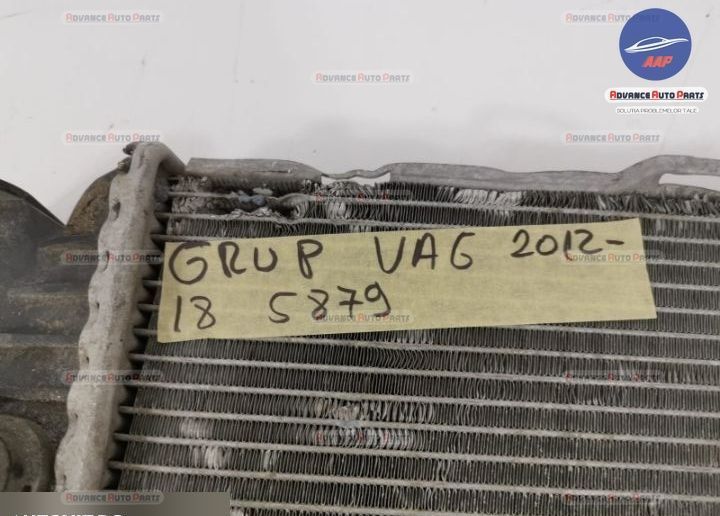 AAP
ADVANCE AUTO PARTS
SOLUTIA PROBLEMELOR TALE
GRUP VAG 2012-
18 5879